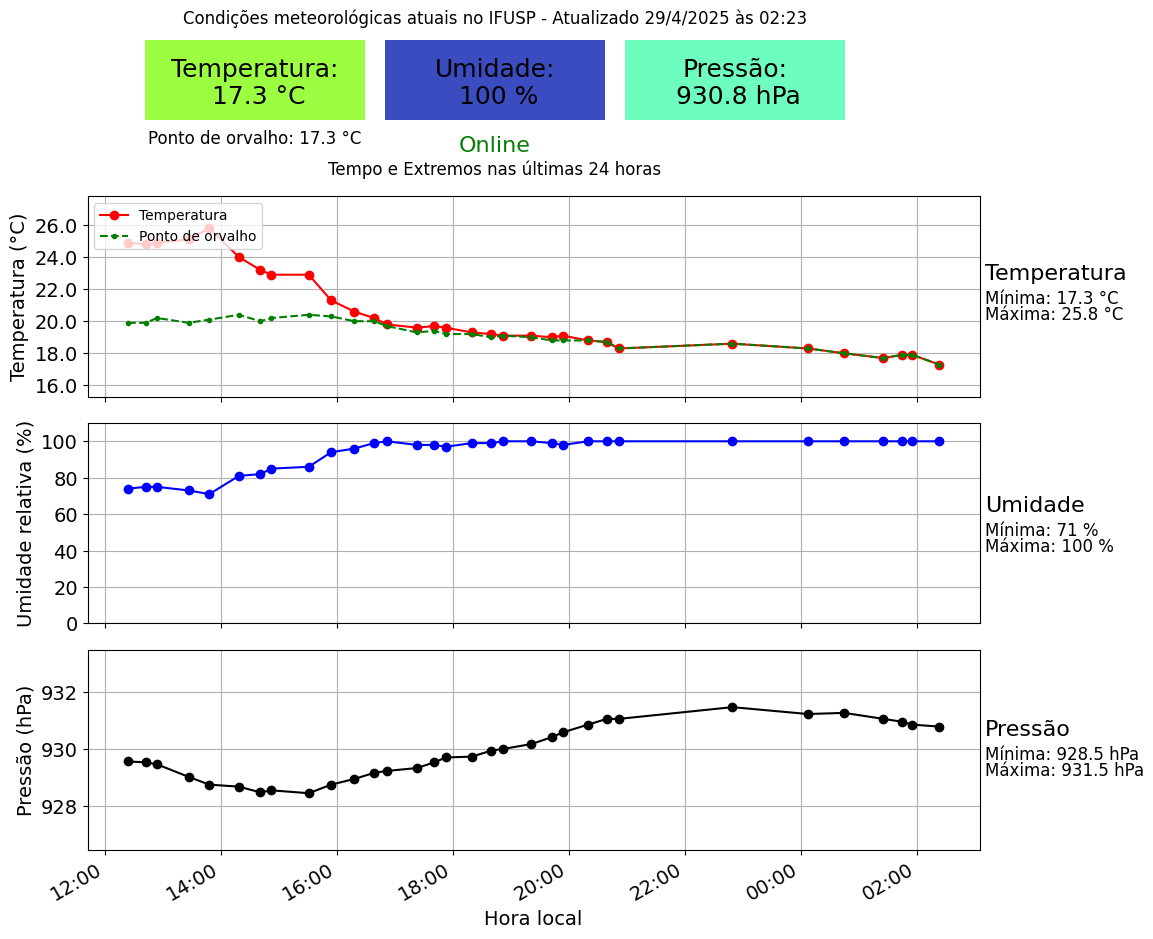 Condições meteorológicas atuais no IFUSP - Atualizado 29/4/2025 às 02:23
Temperatura:
17.3 °C
Umidade:
100 %
Pressão:
930.8 hPa
Ponto de orvalho: 17.3 °C
Online
Tempo e Extremos nas últimas 24 horas
Temperatura (°C)
26.0
24.0
22.0
20.0
18.0
16.0
Temperatura
Ponto de orvalho
Temperatura
Mínima: 17.3 °C
Máxima: 25.8 °C
Umidade relativa (%)
100
80
60
40
20
0
Umidade
Mínima: 71 %
Máxima: 100 %
Pressão (hPa)
932
930
928
Pressão
Mínima: 928.5 hPa
Máxima: 931.5 hPa
12:00
14:00
16:00
18:00
20:00
22:00
00:00
02:00
Hora local